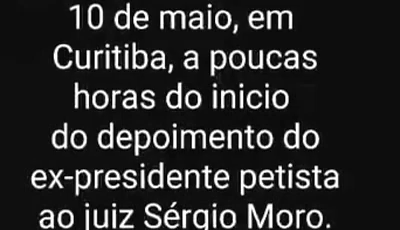 10 de maio, em
Curitiba, a poucas
horas do inicio
do depoimento do
ex-presidente petista
ao juiz Sérgio Moro.